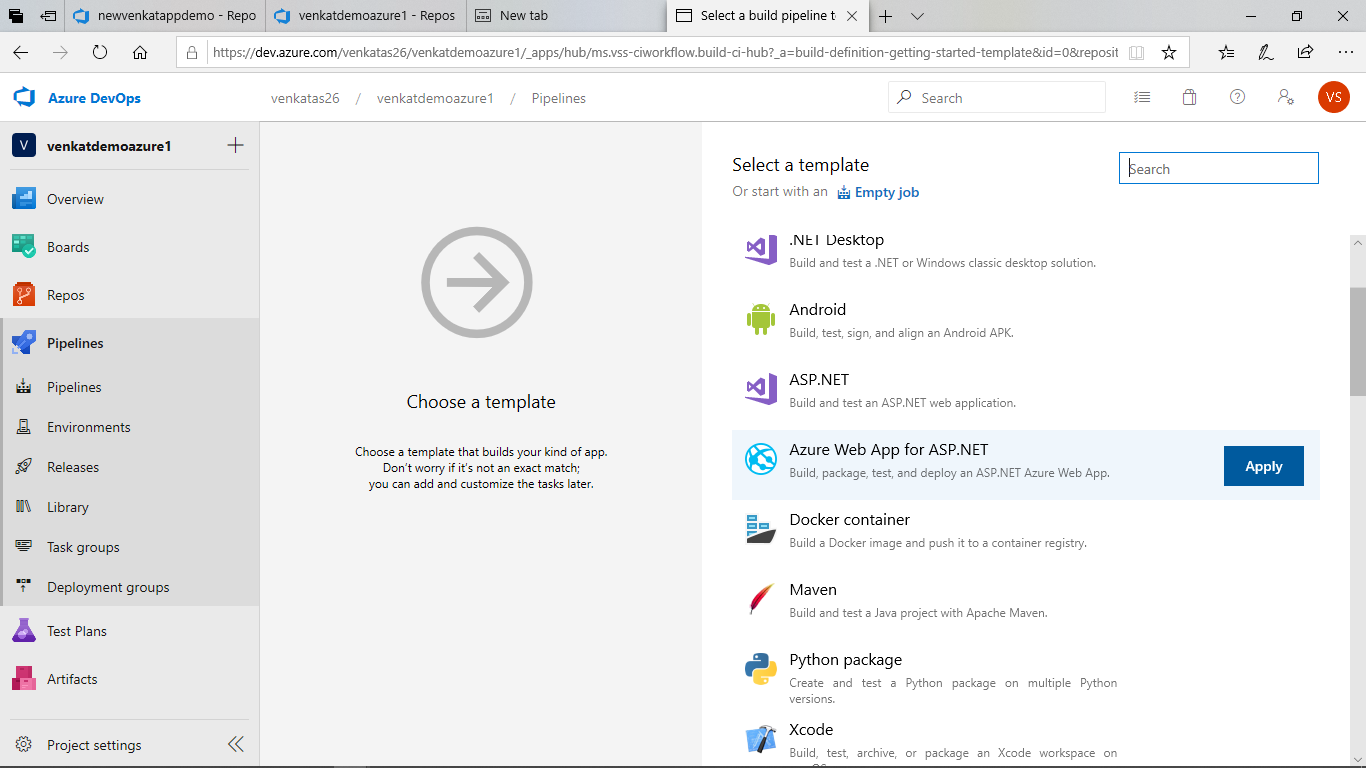 newvenkatappdemo - Repo
venkatdemoazure1 - Repos
New tab
Select a build pipeline t
https://dev.azure.com/venkatas26/venkatdemoazure1/_apps/hub/ms.vss-ciworkflow.build-ci-hub?_a=build-definition-getting-started-template&id=0&reposit
Azure DevOps
venkatas26 / venkatdemoazure1 / Pipelines
Search
VS
V venkatdemoazure1
Overview
Boards
Repos
Pipelines
Pipelines
Environments
Releases
Library
Task groups
Deployment groups
Test Plans
Artifacts
Project settings
Choose a template
Choose a template that builds your kind of app.
Don't worry if it's not an exact match;
you can add and customize the tasks later.
Select a template
Search
Or start with an Empty job
.NET Desktop
Build and test a .NET or Windows classic desktop solution.
Android
Build, test, sign, and align an Android APK.
ASP.NET
Build and test an ASP.NET web application.
Azure Web App for ASP.NET
Build, package, test, and deploy an ASP.NET Azure Web App.
Apply
Docker container
Build a Docker image and push it to a container registry.
Maven
Build and test a Java project with Apache Maven.
Python package
Create and test a Python package on multiple Python
versions.
Xcode
Build, test, archive, or package an Xcode workspace on